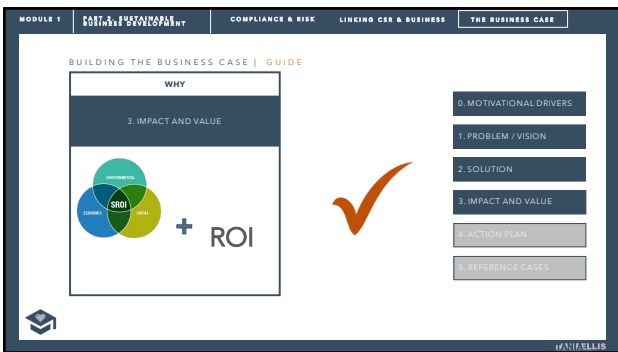 MODULE 1
PART 2: SUSTAINABLE
BUSINESS DEVELOPMENT
COMPLIANCE & RISK
LINKING CSR & BUSINESS
THE BUSINESS CASE
BUILDING THE BUSINESS CASE | GUIDE
WHY
3. IMPACT AND VALUE
ENVIRONMENTAL
SROI
ECONOMIC
SOCIAL
+
ROI
0. MOTIVATIONAL DRIVERS
1. PROBLEM / VISION
2. SOLUTION
3. IMPACT AND VALUE
4. ACTION PLAN
5. REFERENCE CASES
TANIAELLIS